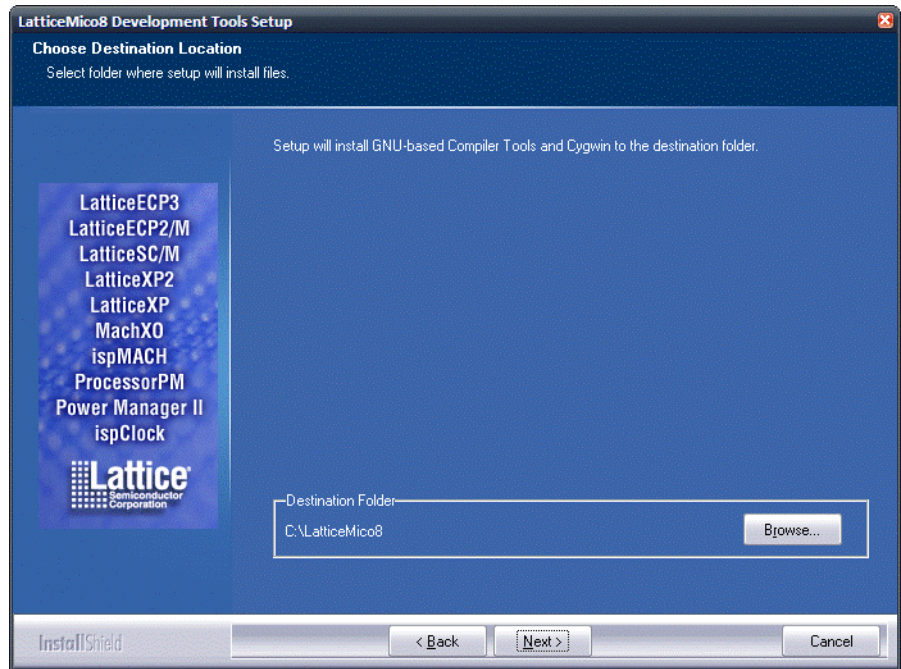 LatticeMico8 Development Tools Setup
Choose Destination Location
Select folder where setup will install files.
Setup will install GNU-based Compiler Tools and Cygwin to the destination folder.
LatticeECP3
LatticeECP2/M
LatticeSC/M
LatticeXP2
LatticeXP
MachXO
ispMACH
ProcessorPM
Power Manager II
ispClock
Lattice
Semiconductor
Corporation
Destination Folder
C:\LatticeMico8
Browse...
InstallShield
< Back
Next >
Cancel